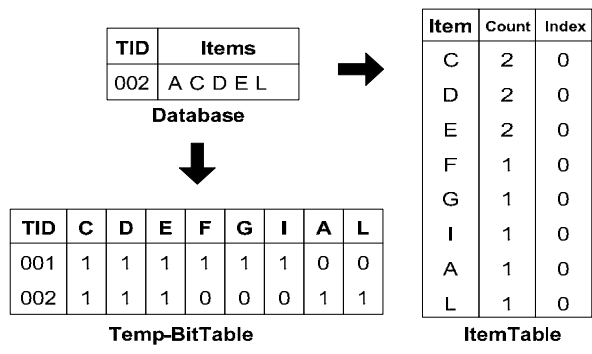 TID Items
002 A C D E L
Database
TID C D E F G I A L
001 1 1 1 1 1 1 0 0
002 1 1 1 0 0 0 1 1
Temp-BitTable
Item Count Index
C 2 0
D 2 0
E 2 0
F 1 0
G 1 0
I 1 0
A 1 0
L 1 0
ItemTable